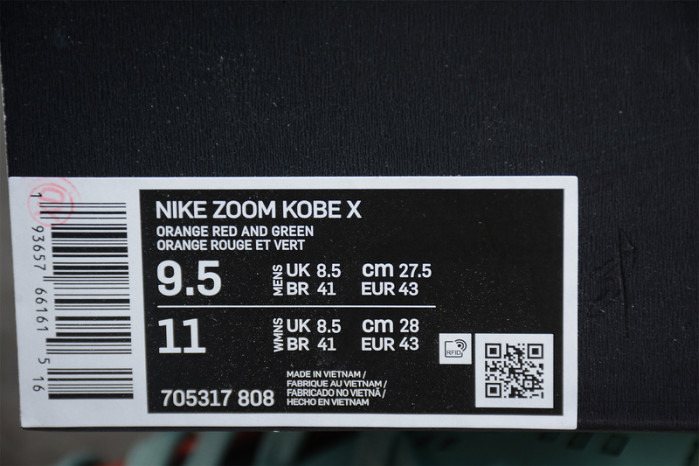 NIKE ZOOM KOBE X
ORANGE RED AND GREEN
ORANGE ROUGE ET VERT
9.5 MENS UK 8.5 cm 27.5
BR 41 EUR 43
11 WMNS UK 8.5 cm 28
BR 41 EUR 43
RFID
MADE IN VIETNAM /
FABRIQUE AU VIETNAM /
FABRICADO NO VIETNÃ /
HECHO EN VIETNAM
705317 808
1 93657 66161 5 16